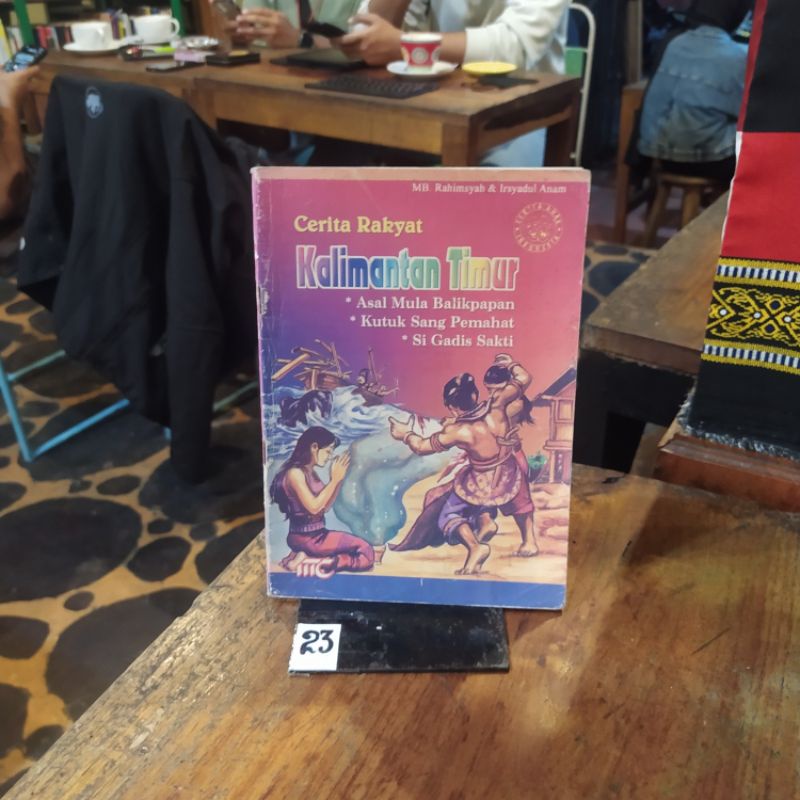 MB. Rahimsyah & Irsyadul Anam
Cerita Rakyat
Kalimantan Timur
* Asal Mula Balikpapan
* Kutuk Sang Pemahat
* Si Gadis Sakti
23